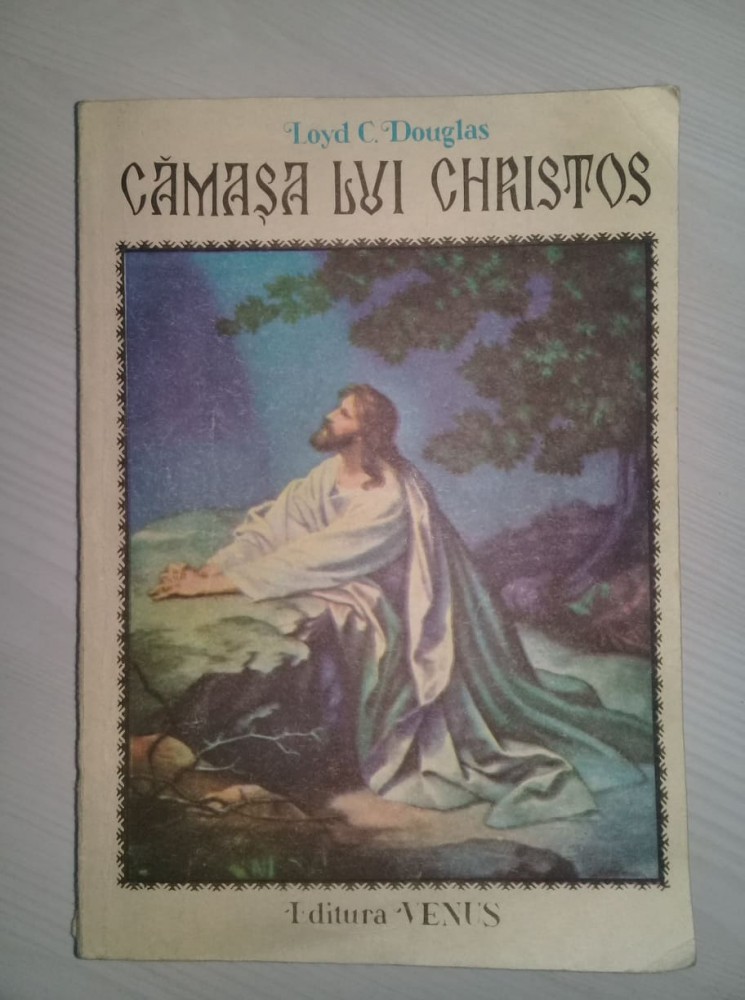 Loyd C. Douglas
CĂMAȘA LUI CHRISTOS
Editura VENUS